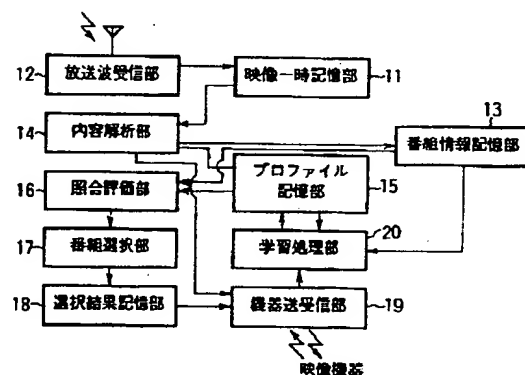 12
放送波受信部
映像一時記憶部
11
13
14
内容解析部
番組情報記憶部
プロファイル
記憶部
15
16
照合評価部
20
17
番組選択部
学習処理部
18
選択結果記憶部
機器送受信部
19
映像機器